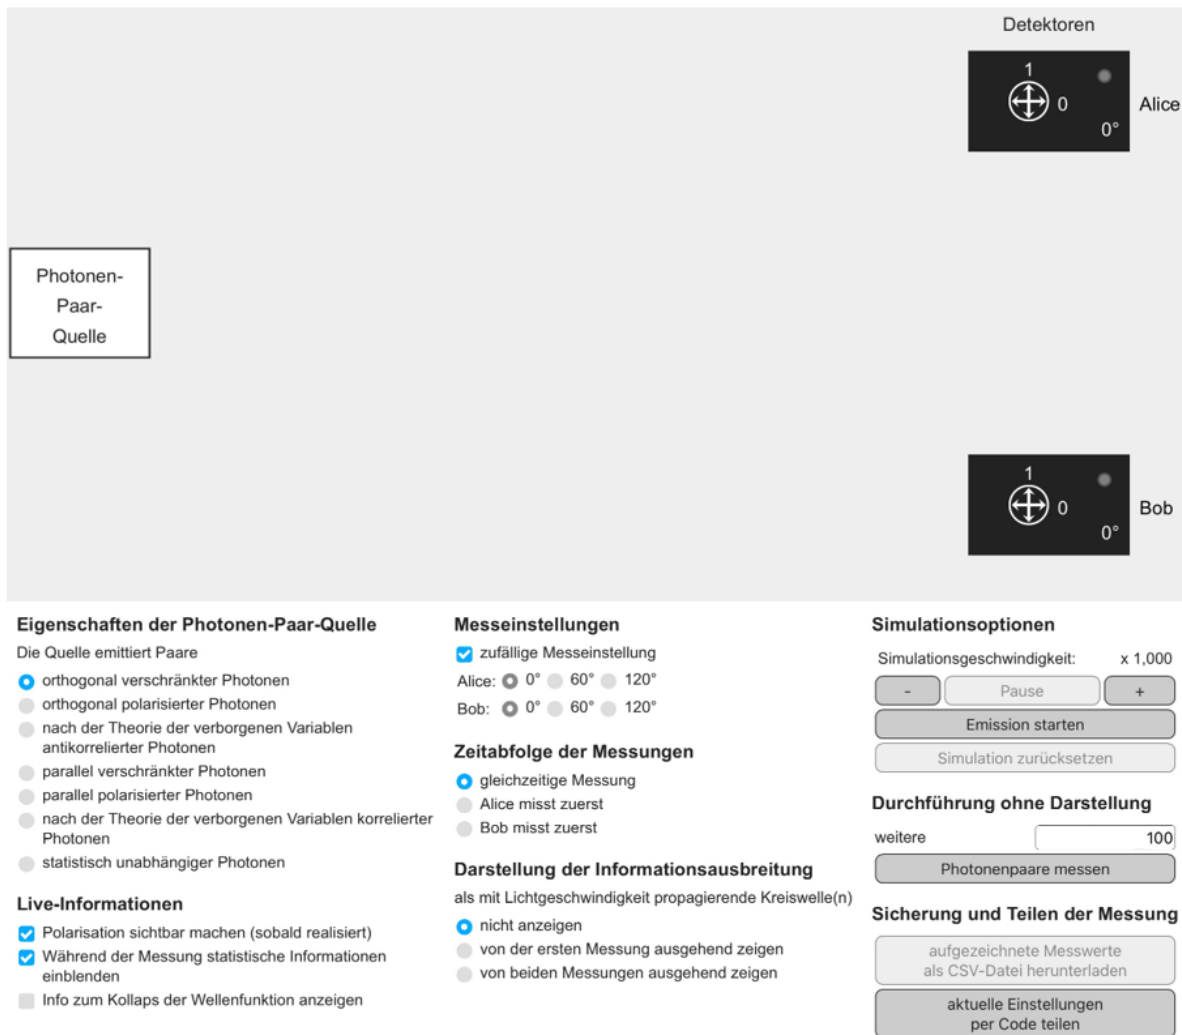 Detektoren
1
0
0°
Alice
Photonen-
Paar-
Quelle
1
0
0°
Bob
Eigenschaften der Photonen-Paar-Quelle
Die Quelle emittiert Paare
orthogonal verschränkter Photonen
orthogonal polarisierter Photonen
nach der Theorie der verborgenen Variablen
antikorrelierter Photonen
parallel verschränkter Photonen
parallel polarisierter Photonen
nach der Theorie der verborgenen Variablen korrelierter
Photonen
statistisch unabhängiger Photonen
Live-Informationen
Polarisation sichtbar machen (sobald realisiert)
Während der Messung statistische Informationen
einblenden
Info zum Kollaps der Wellenfunktion anzeigen
Messeinstellungen
zufällige Messeinstellung
Alice: 0° 60° 120°
Bob: 0° 60° 120°
Zeitabfolge der Messungen
gleichzeitige Messung
Alice misst zuerst
Bob misst zuerst
Darstellung der Informationsausbreitung
als mit Lichtgeschwindigkeit propagierende Kreiswelle(n)
nicht anzeigen
von der ersten Messung ausgehend zeigen
von beiden Messungen ausgehend zeigen
Simulationsoptionen
Simulationsgeschwindigkeit: x 1,000
- Pause +
Emission starten
Simulation zurücksetzen
Durchführung ohne Darstellung
weitere 100
Photonenpaare messen
Sicherung und Teilen der Messung
aufgezeichnete Messwerte
als CSV-Datei herunterladen
aktuelle Einstellungen
per Code teilen